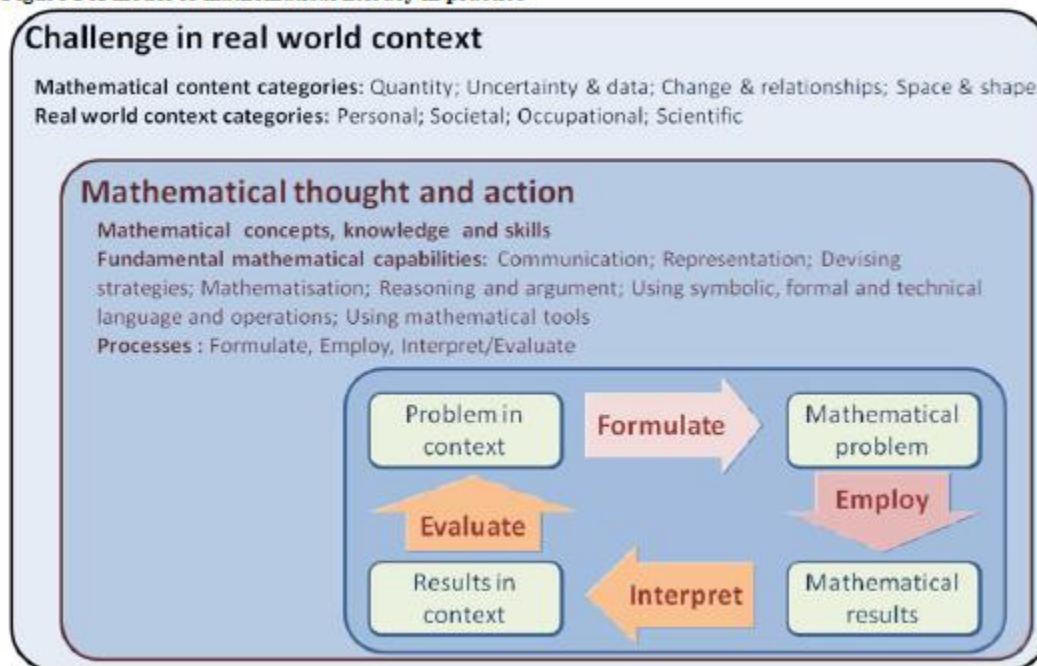 Challenge in real world context
Mathematical content categories: Quantity; Uncertainty & data; Change & relationships; Space & shape
Real world context categories: Personal; Societal; Occupational; Scientific
Mathematical thought and action
Mathematical concepts, knowledge and skills
Fundamental mathematical capabilities: Communication; Representation; Devising
strategies; Mathematisation; Reasoning and argument; Using symbolic, formal and technical
language and operations; Using mathematical tools
Processes : Formulate, Employ, Interpret/Evaluate
Problem in
context
Formulate
Mathematical
problem
Evaluate
Employ
Results in
context
Interpret
Mathematical
results